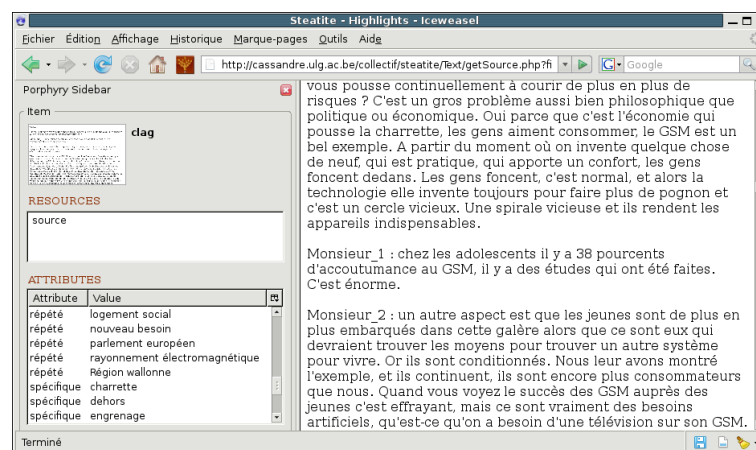 Steatite - Highlights - Iceweasel
Fichier Édition Affichage Historique Marque-pages Outils Aide
http://cassandre.ulg.ac.be/collectif/steatite/Text/getSource.php?fi
G Google
Porphyry Sidebar
Item
clag
RESOURCES
source
ATTRIBUTES
Attribute Value
répété logement social
répété nouveau besoin
répété parlement européen
répété rayonnement électromagnétique
répété Région wallonne
spécifique charrette
spécifique dehors
spécifique engrenage
vous pousse continuellement à courir de plus en plus de
risques ? C'est un gros problème aussi bien philosophique que
politique ou économique. Oui parce que c'est l'économie qui
pousse la charrette, les gens aiment consommer, le GSM est un
bel exemple. A partir du moment où on invente quelque chose
de neuf, qui est pratique, qui apporte un confort, les gens
foncent dedans. Les gens foncent, c'est normal, et alors la
technologie elle invente toujours pour faire plus de pognon et
c'est un cercle vicieux. Une spirale vicieuse et ils rendent les
appareils indispensables.
Monsieur_1 : chez les adolescents il y a 38 pourcents
d'accoutumance au GSM, il y a des études qui ont été faites.
C'est énorme.
Monsieur_2 : un autre aspect est que les jeunes sont de plus en
plus embarqués dans cette galère alors que ce sont eux qui
devraient trouver les moyens pour trouver un autre système
pour vivre. Or ils sont conditionnés. Nous leur avons montré
l'exemple, et ils continuent, ils sont encore plus consommateurs
que nous. Quand vous voyez le succès des GSM auprès des
jeunes c'est effrayant, mais ce sont vraiment des besoins
artificiels, qu'est-ce qu'on a besoin d'une télévision sur son GSM.
Terminé